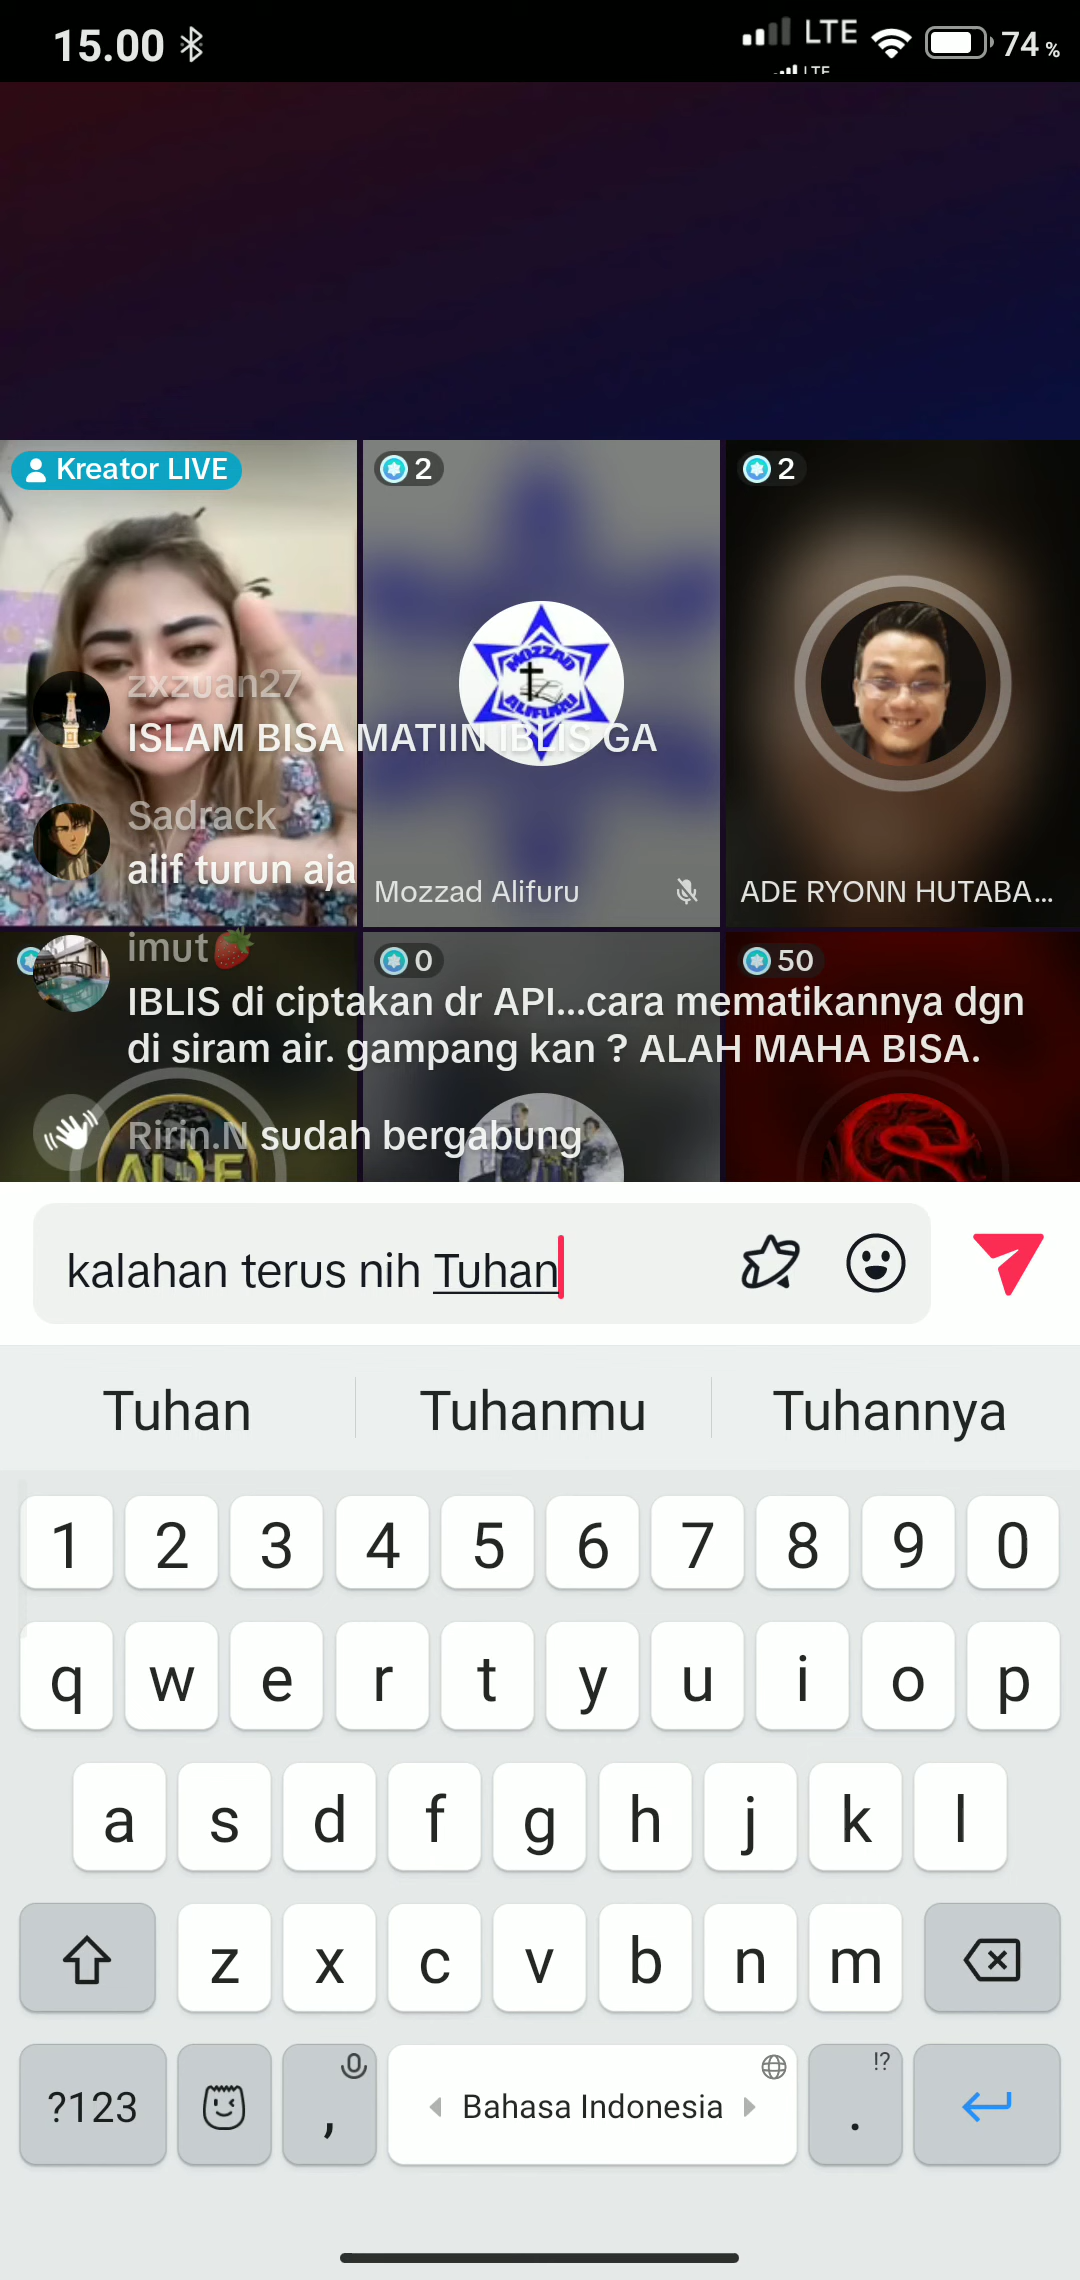 15.00 LTE 74 %
LTE
Kreator LIVE 2 2
MOZZAD
ALIFURU
zxzuan27
ISLAM BISA MATIIN IBLIS GA
Sadrack
alif turun aja
Mozzad Alifuru ADE RYONN HUTABA...
imut🍓
0 50
IBLIS di ciptakan dr API...cara mematikannya dgn
di siram air. gampang kan ? ALAH MAHA BISA.
Ririn.N sudah bergabung
kalahan terus nih Tuhan
Tuhan Tuhanmu Tuhannya
1 2 3 4 5 6 7 8 9 0
q w e r t y u i o p
a s d f g h j k l
z x c v b n m
?123 , Bahasa Indonesia !? .